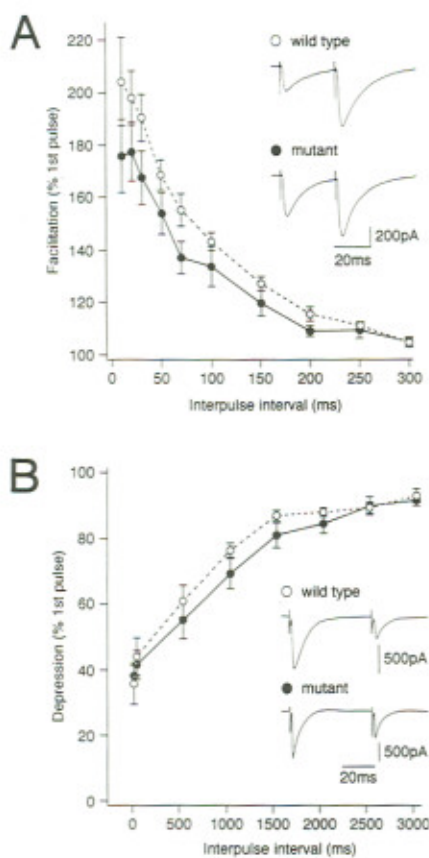 A
220
200
180
160
140
120
100
Facilitation (% 1st pulse)
wild type
mutant
200pA
20ms
0
50
100
150
200
250
300
Interpulse interval (ms)
B
100
80
60
40
20
0
Depression (% 1st pulse)
wild type
500pA
mutant
500pA
20ms
0
500
1000
1500
2000
2500
3000
Interpulse interval (ms)